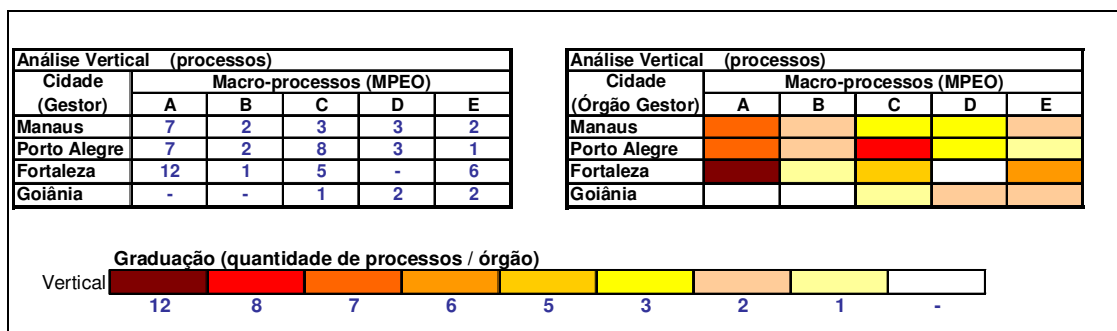 Análise Vertical (processos)
Cidade Macro-processos (MPEO)
(Gestor) A B C D E
Manaus 7 2 3 3 2
Porto Alegre 7 2 8 3 1
Fortaleza 12 1 5 - 6
Goiânia - - 1 2 2
Análise Vertical (processos)
Cidade Macro-processos (MPEO)
(Órgão Gestor) A B C D E
Manaus
Porto Alegre
Fortaleza
Goiânia
Graduação (quantidade de processos / órgão)
Vertical
12 8 7 6 5 3 2 1 -